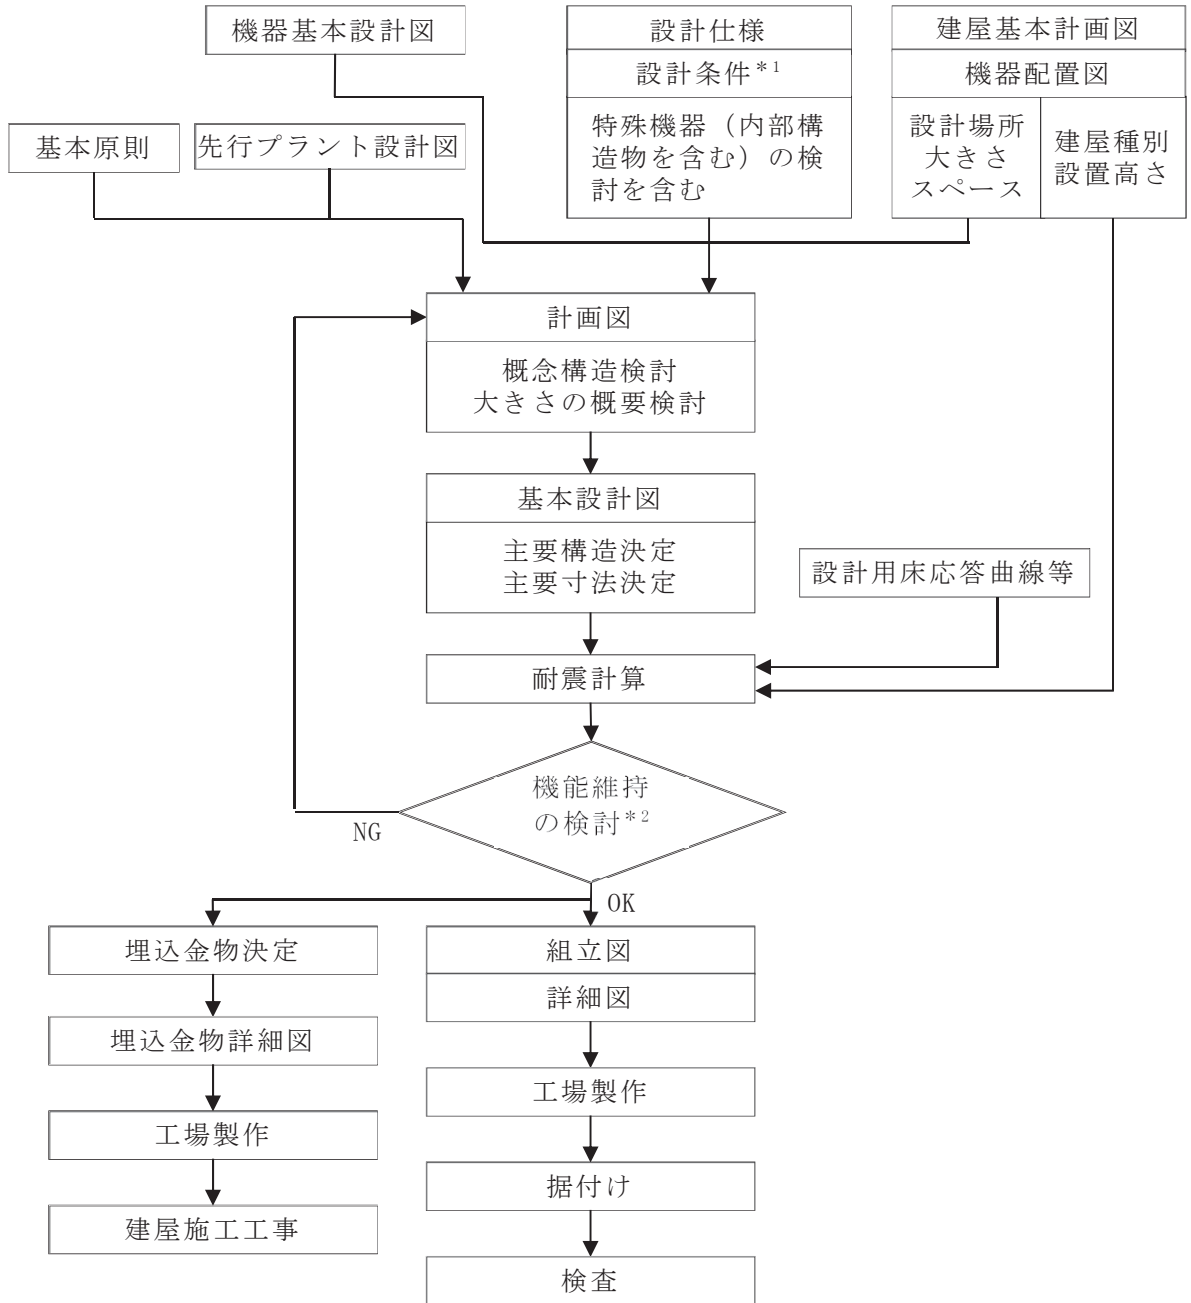 機器基本設計図
設計仕様
設計条件*1
特殊機器（内部構
造物を含む）の検
討を含む
建屋基本計画図
機器配置図
設計場所
大きさ
スペース
建屋種別
設置高さ
基本原則
先行プラント設計図
計画図
概念構造検討
大きさの概要検討
基本設計図
主要構造決定
主要寸法決定
設計用床応答曲線等
耐震計算
機能維持
の検討*2
NG
OK
埋込金物決定
埋込金物詳細図
工場製作
建屋施工工事
組立図
詳細図
工場製作
据付け
検査